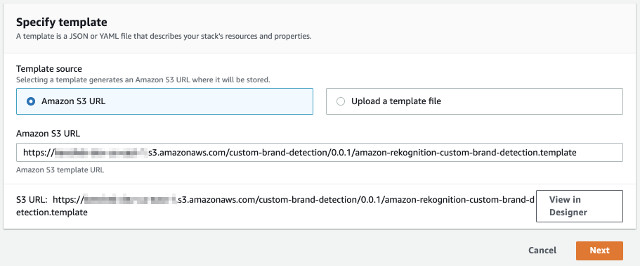 Specify template
A template is a JSON or YAML file that describes your stack's resources and properties.
Template source
Selecting a template generates an Amazon S3 URL where it will be stored.
Amazon S3 URL
Upload a template file
Amazon S3 URL
https:// .s3.amazonaws.com/custom-brand-detection/0.0.1/amazon-rekognition-custom-brand-detection.template
Amazon S3 template URL
S3 URL: https:// .s3.amazonaws.com/custom-brand-detection/0.0.1/amazon-rekognition-custom-brand-d
etection.template
View in
Designer
Cancel
Next